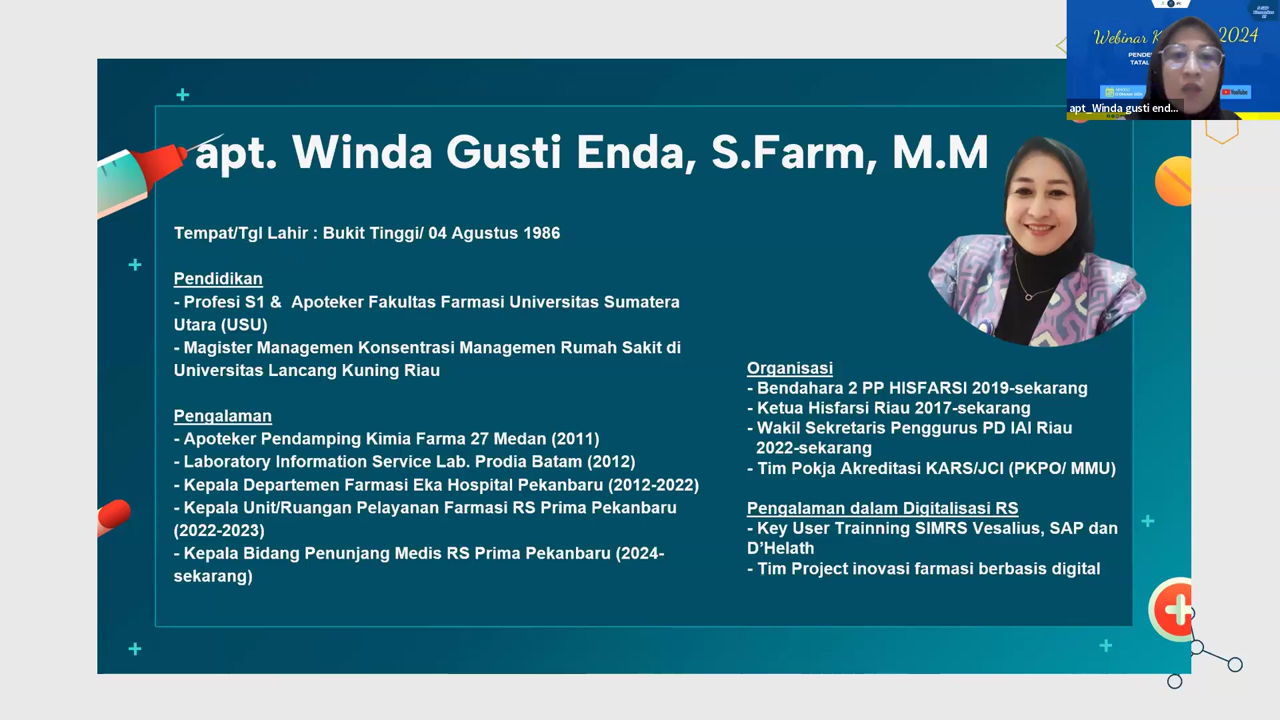 apt. Winda Gusti Enda, S.Farm, M.M
Tempat/Tgl Lahir : Bukit Tinggi/ 04 Agustus 1986
Pendidikan
- Profesi S1 & Apoteker Fakultas Farmasi Universitas Sumatera
Utara (USU)
- Magister Managemen Konsentrasi Managemen Rumah Sakit di
Universitas Lancang Kuning Riau
Pengalaman
- Apoteker Pendamping Kimia Farma 27 Medan (2011)
- Laboratory Information Service Lab. Prodia Batam (2012)
- Kepala Departemen Farmasi Eka Hospital Pekanbaru (2012-2022)
- Kepala Unit/Ruangan Pelayanan Farmasi RS Prima Pekanbaru
(2022-2023)
- Kepala Bidang Penunjang Medis RS Prima Pekanbaru (2024-
sekarang)
Organisasi
- Bendahara 2 PP HISFARSI 2019-sekarang
- Ketua Hisfarsi Riau 2017-sekarang
- Wakil Sekretaris Penggurus PD IAI Riau
2022-sekarang
- Tim Pokja Akreditasi KARS/JCI (PKPO/ MMU)
Pengalaman dalam Digitalisasi RS
- Key User Trainning SIMRS Vesalius, SAP dan
D'Helath
- Tim Project inovasi farmasi berbasis digital
Webinar 2024
YouTube
apt_Winda gusti end...